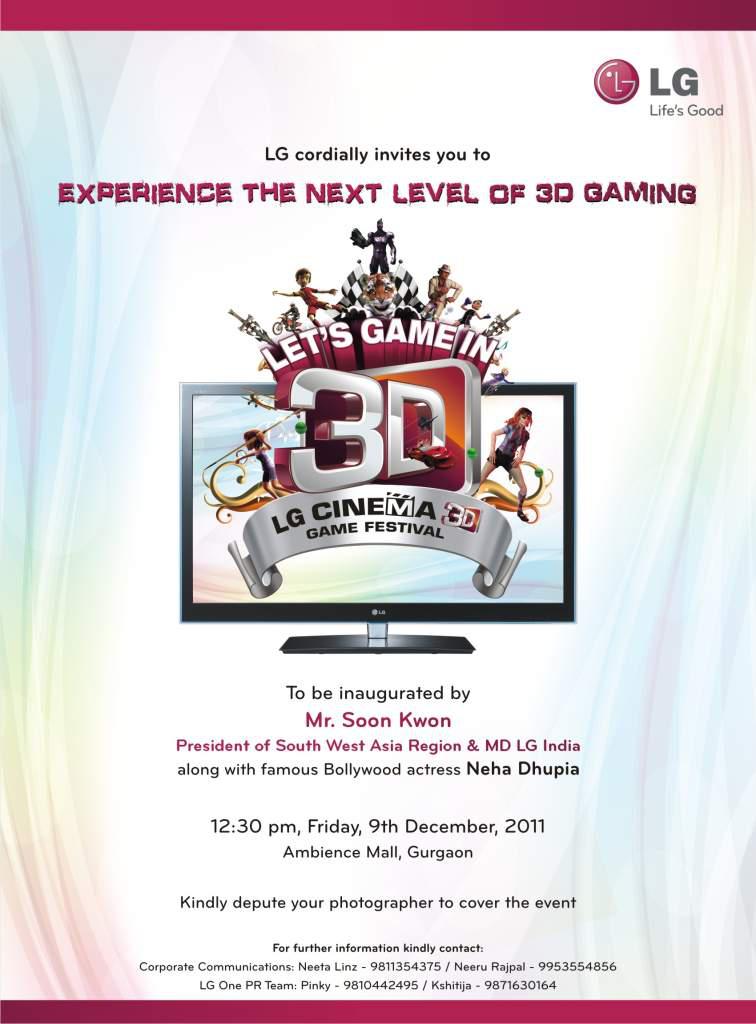 LG
Life's Good
LG cordially invites you to
EXPERIENCE THE NEXT LEVEL OF 3D GAMING
LET'S GAME IN
3D
LG CINEMA 3D
GAME FESTIVAL
LG
To be inaugurated by
Mr. Soon Kwon
President of South West Asia Region & MD LG India
along with famous Bollywood actress Neha Dhupia
12:30 pm, Friday, 9th December, 2011
Ambience Mall, Gurgaon
Kindly depute your photographer to cover the event
For further information kindly contact:
Corporate Communications: Neeta Linz - 9811354375 / Neeru Rajpal - 9953554856
LG One PR Team: Pinky - 9810442495 / Kshitija - 9871630164